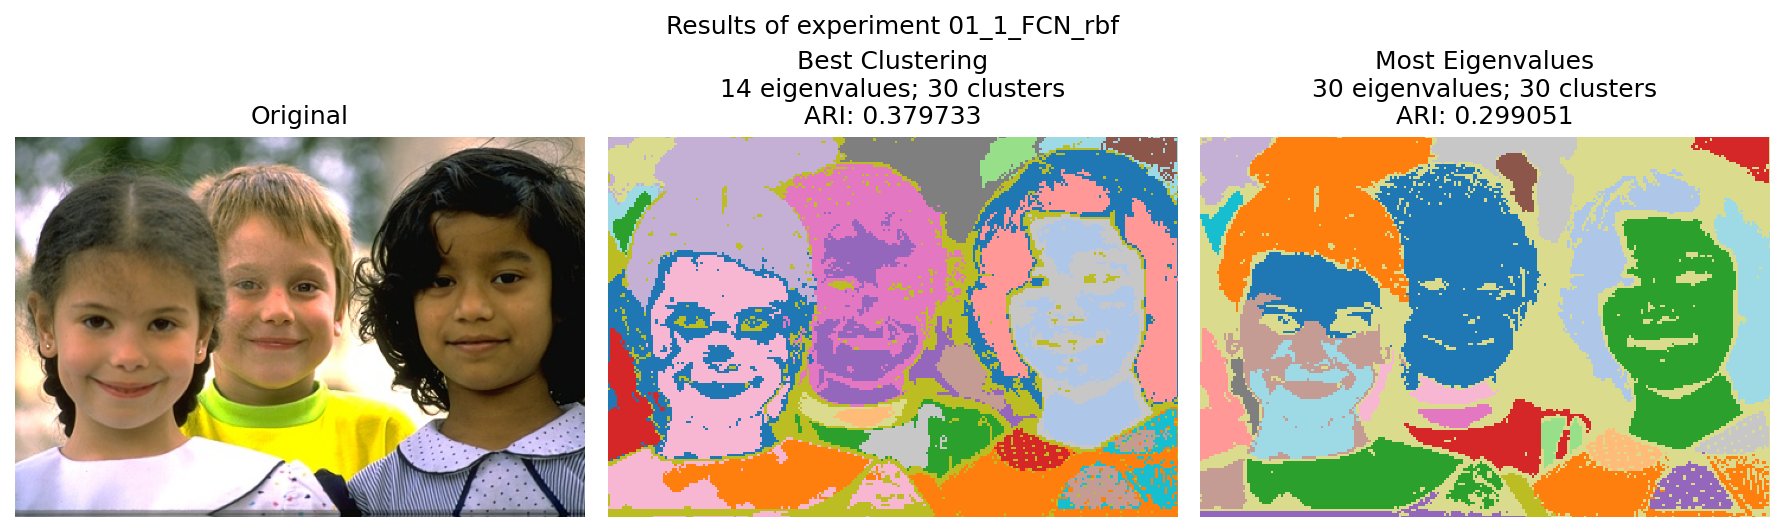 Results of experiment 01_1_FCN_rbf
Original
Best Clustering
14 eigenvalues; 30 clusters
ARI: 0.379733
Most Eigenvalues
30 eigenvalues; 30 clusters
ARI: 0.299051